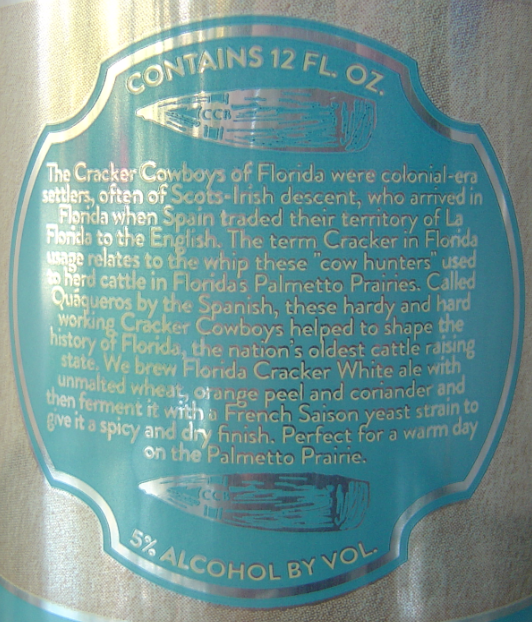 CONTAINS 12 FL. OZ.
CCB
The Cracker Cowboys of Florida were colonial-era
settlers, often of Scots-Irish descent, who arrived in
Florida when Spain traded their territory of La
Florida to the English. The term Cracker in Florida
usage relates to the whip these "cow hunters" used
to herd cattle in Florida's Palmetto Prairies. Called
Quáqueros by the Spanish, these hardy and hard
working Cracker Cowboys helped to shape the
history of Florida, the nation's oldest cattle raising
state. We brew Florida Cracker White ale with
unmalted wheat, orange peel and coriander and
then ferment it with a French Saison yeast strain to
give it a spicy and dry finish. Perfect for a warm day
on the Palmetto Prairie.
5% ALCOHOL BY VOL.